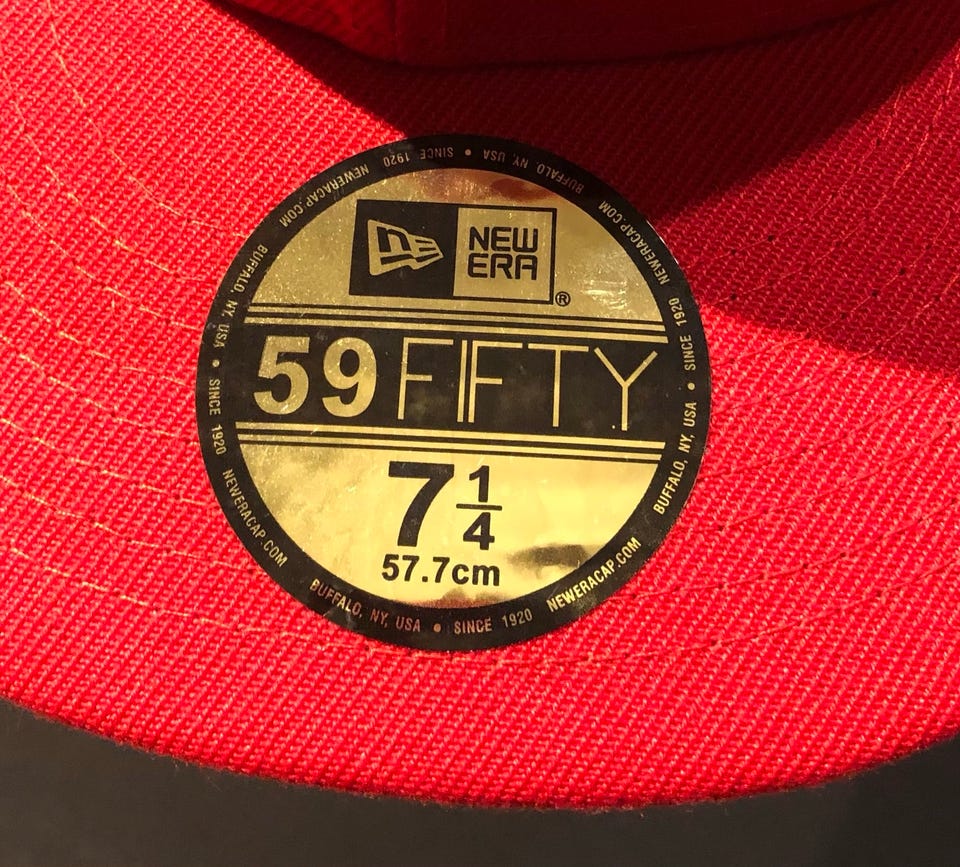 NE
NEW
ERA
®
59FIFTY
7 1/4
57.7cm
BUFFALO, NY, USA • SINCE 1920 NEWERACAP.COM
BUFFALO, NY, USA • SINCE 1920 NEWERACAP.COM
BUFFALO, NY, USA • SINCE 1920 NEWERACAP.COM
BUFFALO, NY, USA • SINCE 1920 NEWERACAP.COM